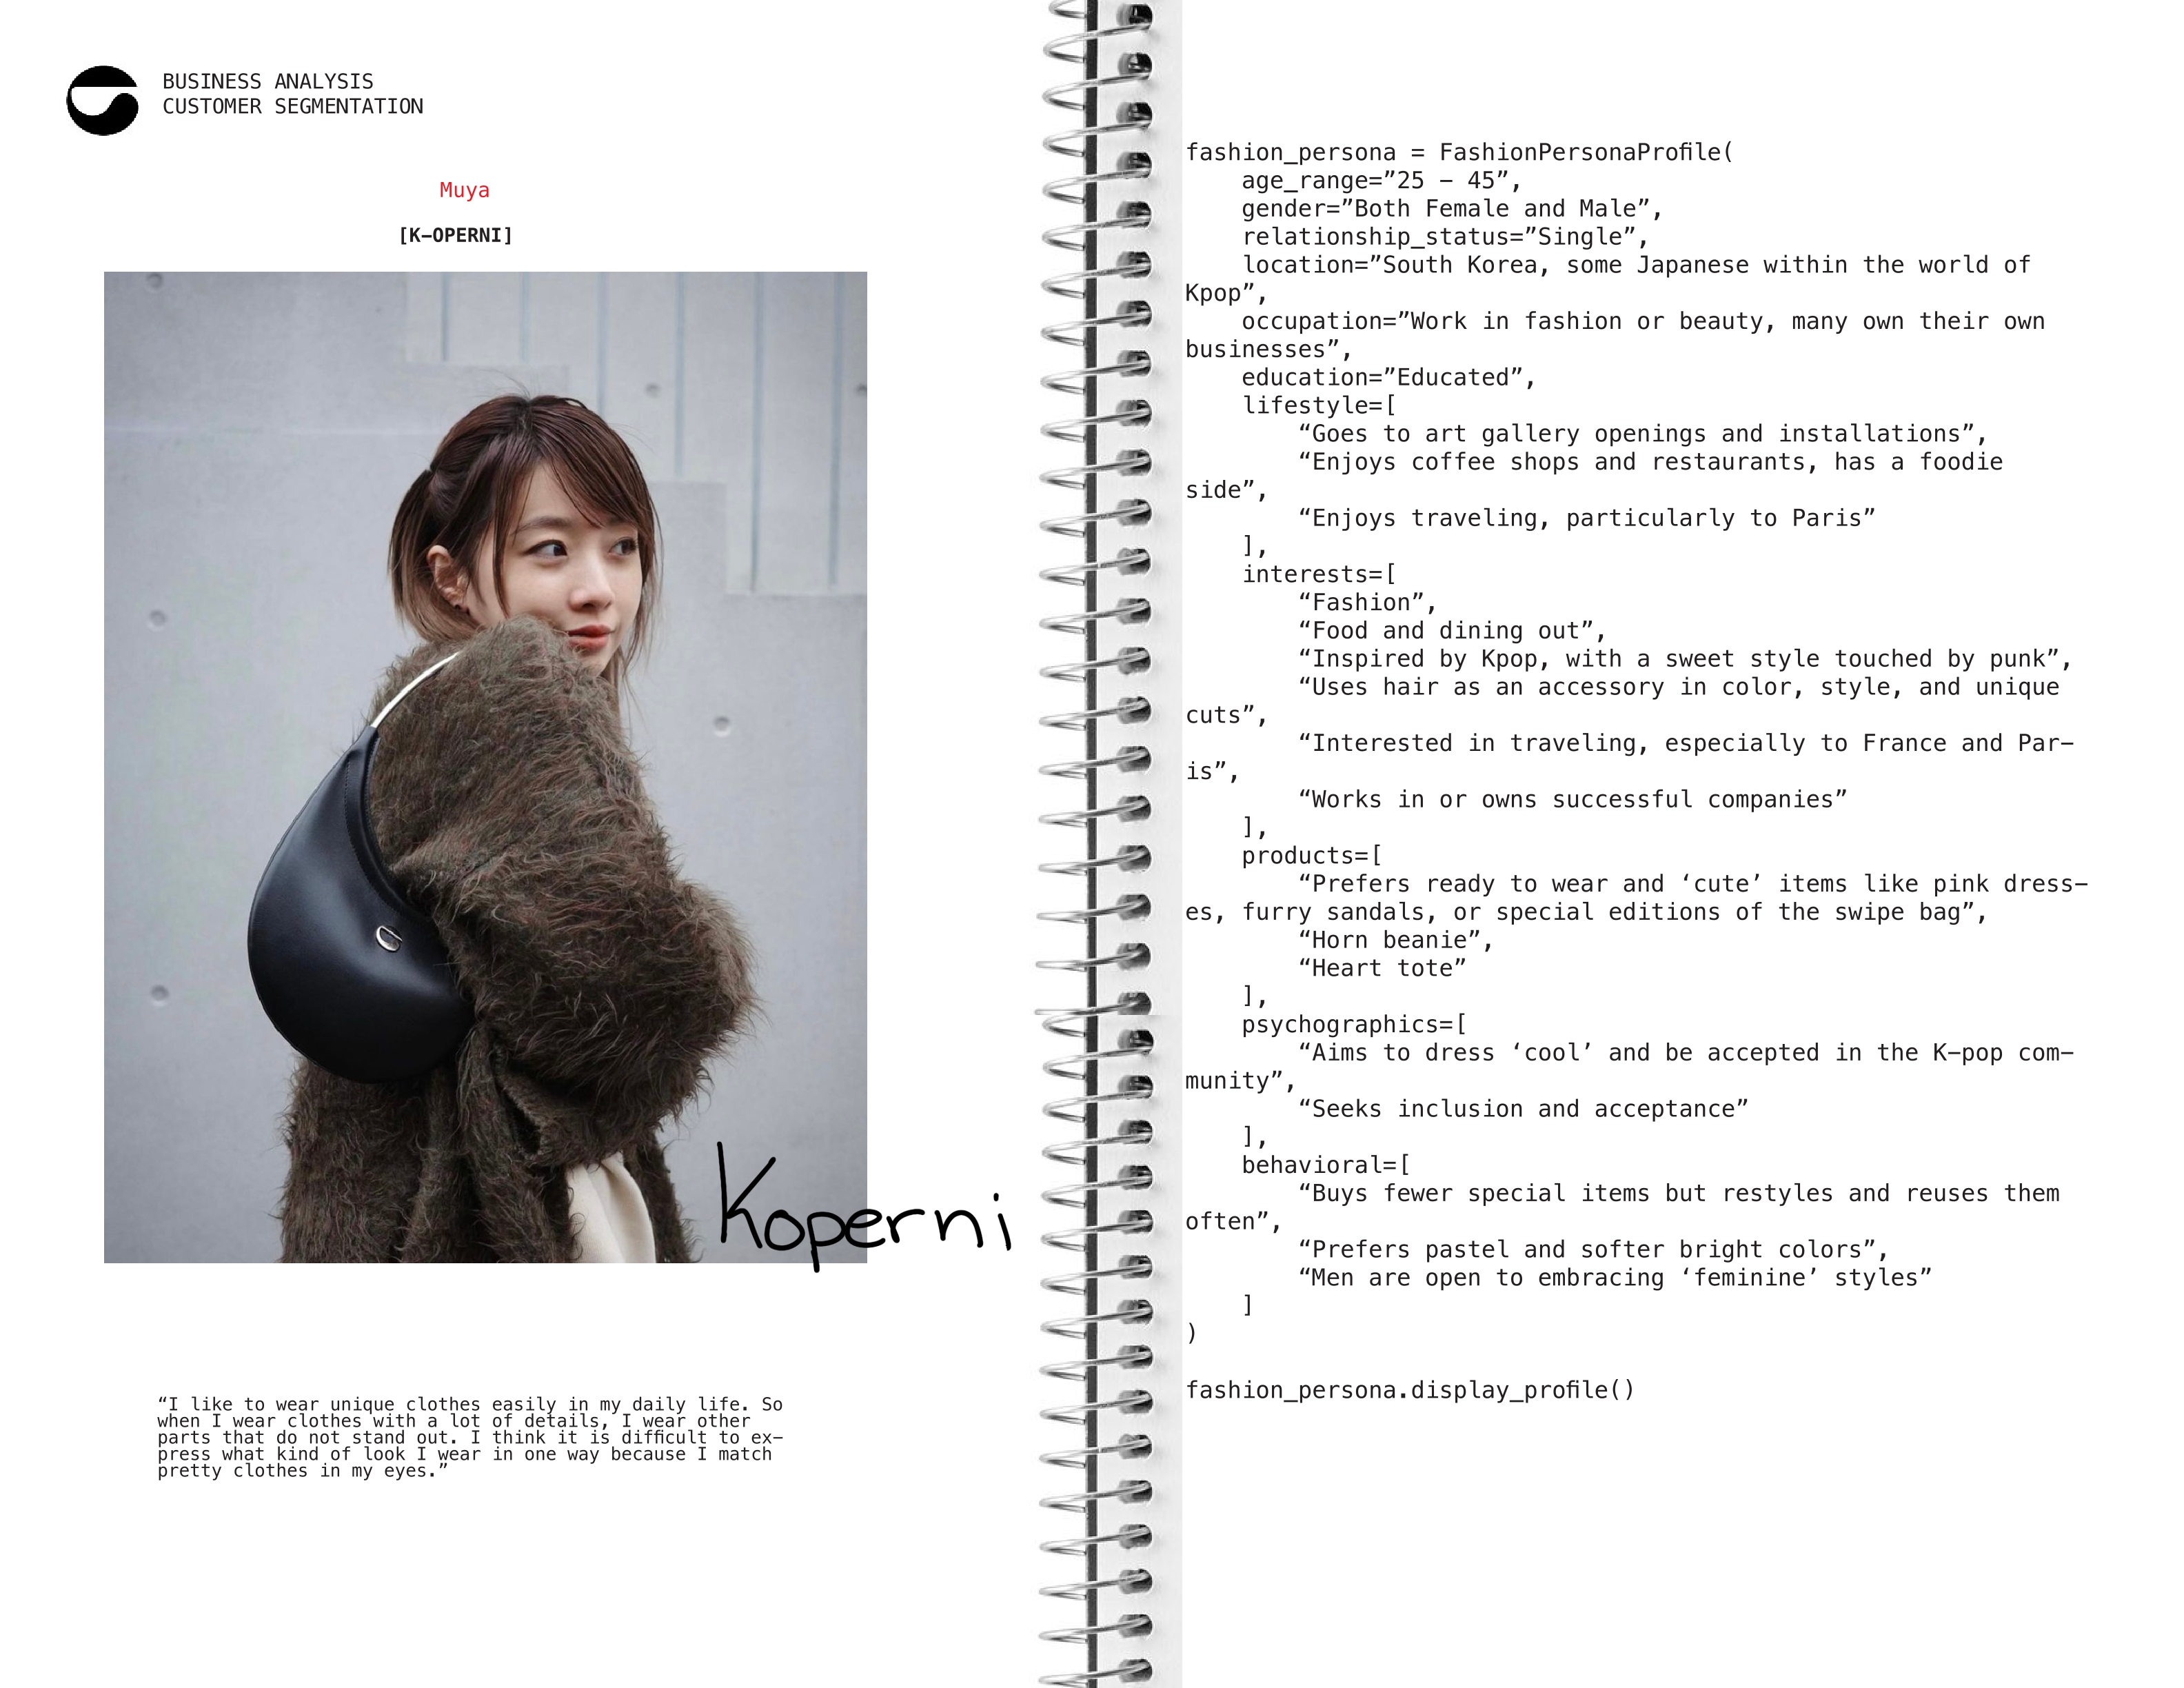 BUSINESS ANALYSIS
CUSTOMER SEGMENTATION
Muya
[K-OPERNI]
Koperni
“I like to wear unique clothes easily in my daily life. So
when I wear clothes with a lot of details, I wear other
parts that do not stand out. I think it is difficult to ex-
press what kind of look I wear in one way because I match
pretty clothes in my eyes.”
fashion_persona = FashionPersonaProfile(
    age_range=”25 - 45”,
    gender=”Both Female and Male”,
    relationship_status=”Single”,
    location=”South Korea, some Japanese within the world of
Kpop”,
    occupation=”Work in fashion or beauty, many own their own
businesses”,
    education=”Educated”,
    lifestyle=[
        “Goes to art gallery openings and installations”,
        “Enjoys coffee shops and restaurants, has a foodie
side”,
        “Enjoys traveling, particularly to Paris”
    ],
    interests=[
        “Fashion”,
        “Food and dining out”,
        “Inspired by Kpop, with a sweet style touched by punk”,
        “Uses hair as an accessory in color, style, and unique
cuts”,
        “Interested in traveling, especially to France and Par-
is”,
        “Works in or owns successful companies”
    ],
    products=[
        “Prefers ready to wear and ‘cute’ items like pink dress-
es, furry sandals, or special editions of the swipe bag”,
        “Horn beanie”,
        “Heart tote”
    ],
    psychographics=[
        “Aims to dress ‘cool’ and be accepted in the K-pop com-
munity”,
        “Seeks inclusion and acceptance”
    ],
    behavioral=[
        “Buys fewer special items but restyles and reuses them
often”,
        “Prefers pastel and softer bright colors”,
        “Men are open to embracing ‘feminine’ styles”
    ]
)
fashion_persona.display_profile()